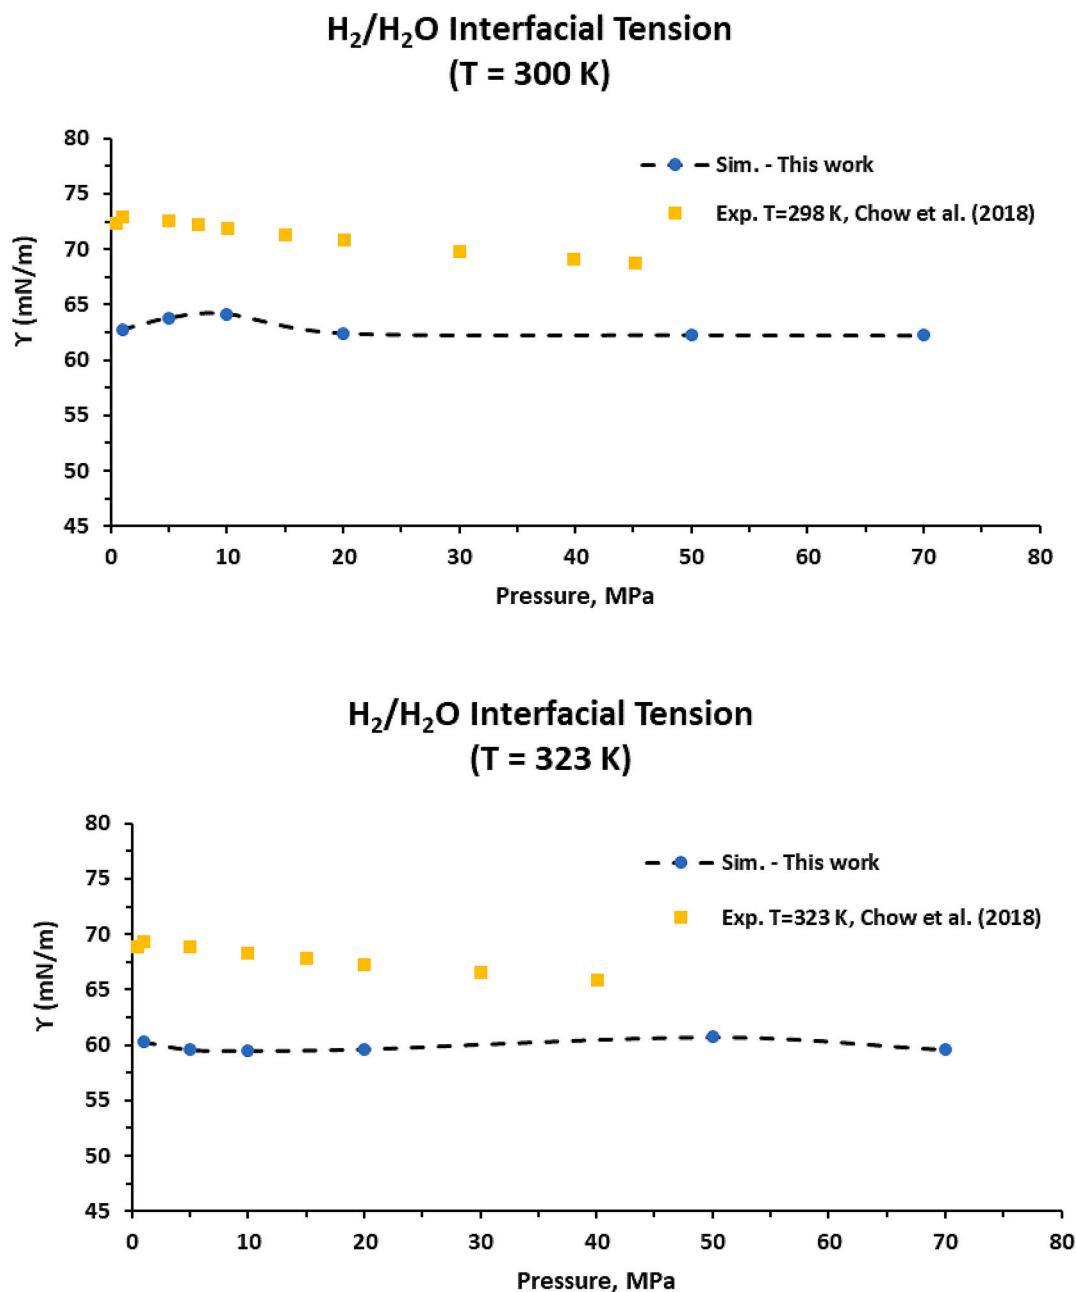 H₂/H₂O Interfacial Tension
(T = 300 K)
80
75
70
65
60
55
50
45
ϒ (mN/m)
Sim. - This work
Exp. T=298 K, Chow et al. (2018)
0 10 20 30 40 50 60 70 80
Pressure, MPa
H₂/H₂O Interfacial Tension
(T = 323 K)
80
75
70
65
60
55
50
45
ϒ (mN/m)
Sim. - This work
Exp. T=323 K, Chow et al. (2018)
0 10 20 30 40 50 60 70 80
Pressure, MPa